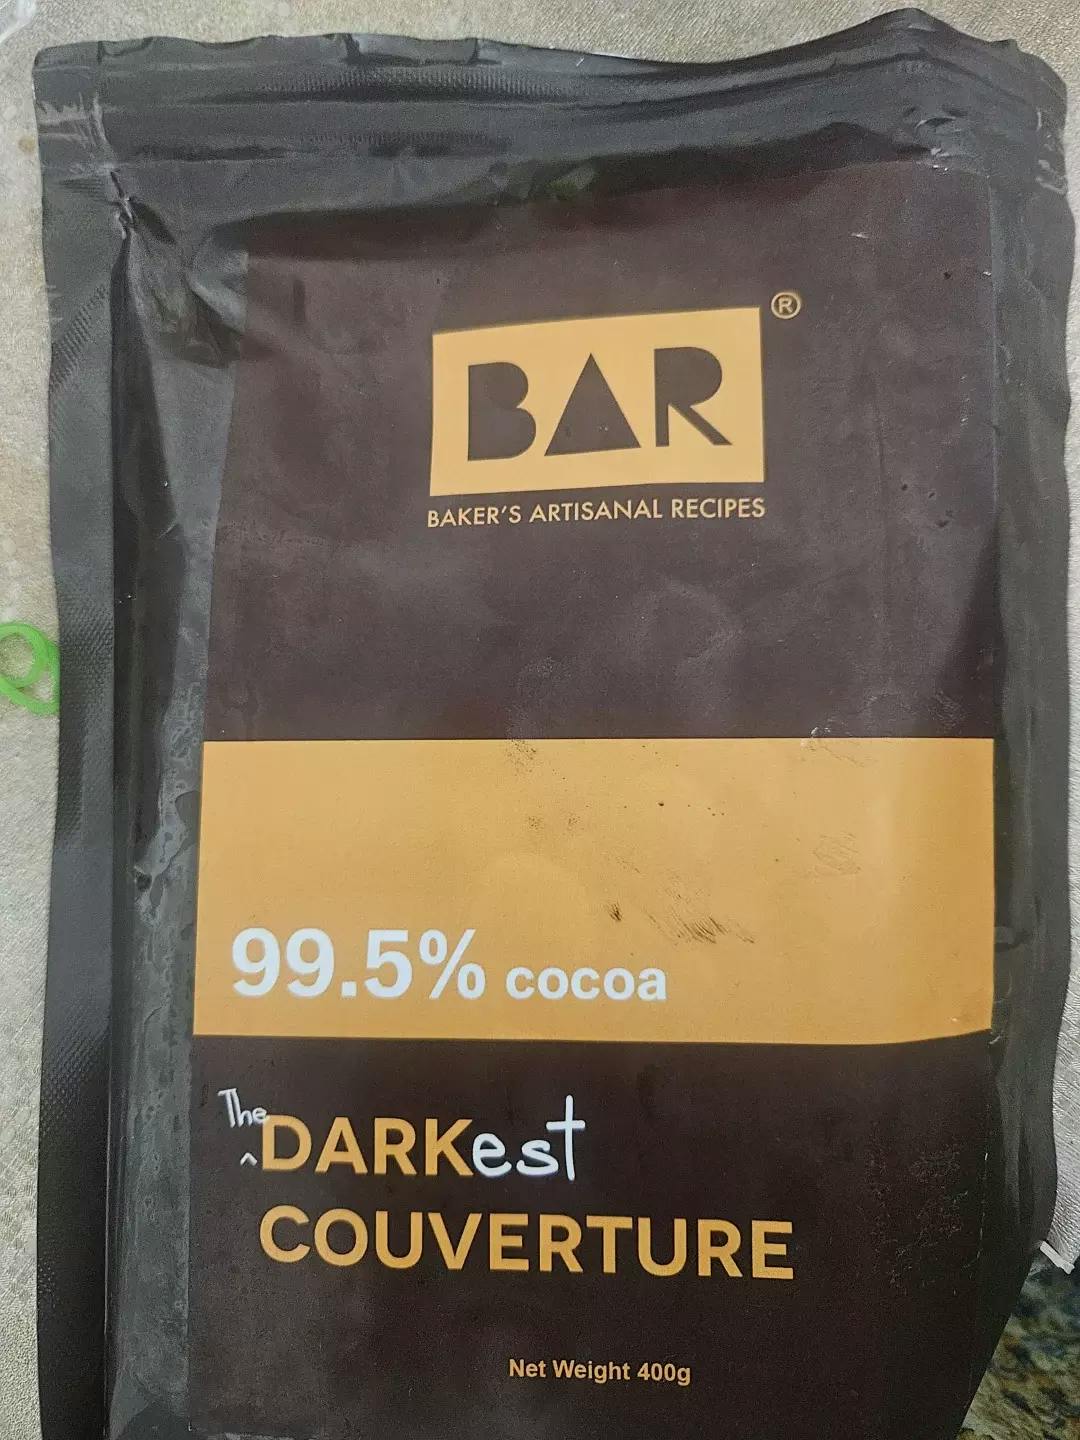 BAR®
BAKER'S ARTISANAL RECIPES
99.5% cocoa
The
^DARKest
COUVERTURE
Net Weight 400g